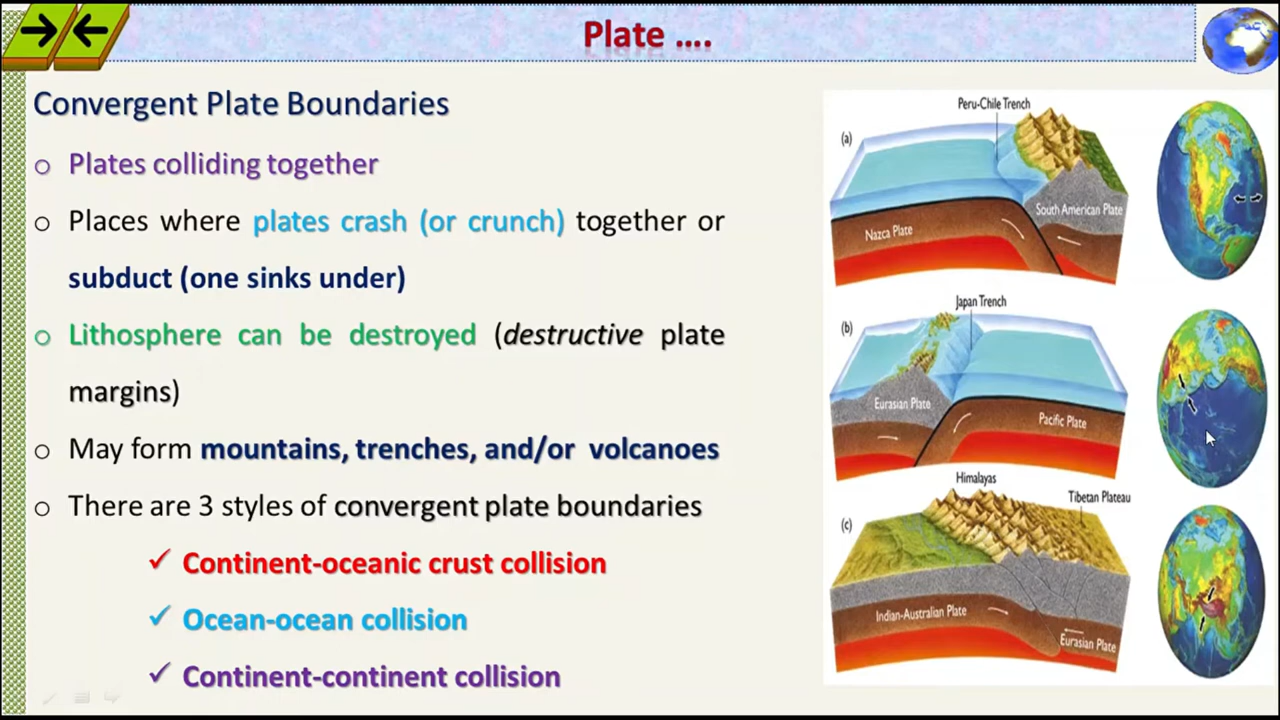 Plate ....
Convergent Plate Boundaries
o Plates colliding together
o Places where plates crash (or crunch) together or
subduct (one sinks under)
o Lithosphere can be destroyed (destructive plate
margins)
o May form mountains, trenches, and/or volcanoes
o There are 3 styles of convergent plate boundaries
✓ Continent-oceanic crust collision
✓ Ocean-ocean collision
✓ Continent-continent collision
Peru-Chile Trench
(a)
South American Plate
Nazca Plate
Japan Trench
(b)
Eurasian Plate
Pacific Plate
Himalayas
Tibetan Plateau
(c)
Indian-Australian Plate
Eurasian Plate